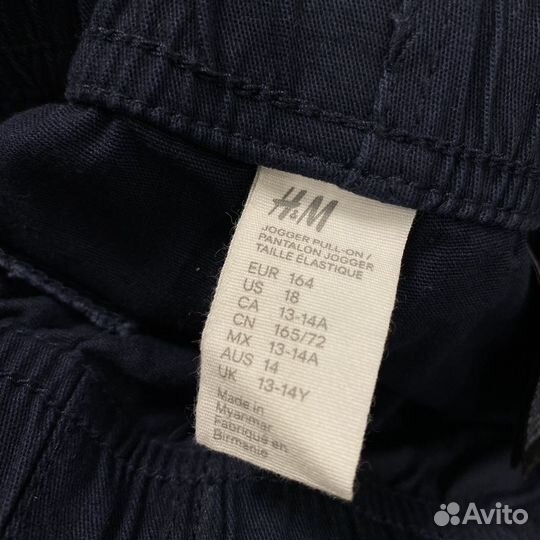 H&M
JOGGER PULL-ON /
PANTALON JOGGER
TAILLE ÉLASTIQUE
EUR 164
US 18
CA 13-14A
CN 165/72
MX 13-14A
AUS 14
UK 13-14Y
Made in
Myanmar
Fabriqué en
Birmanie
Avito